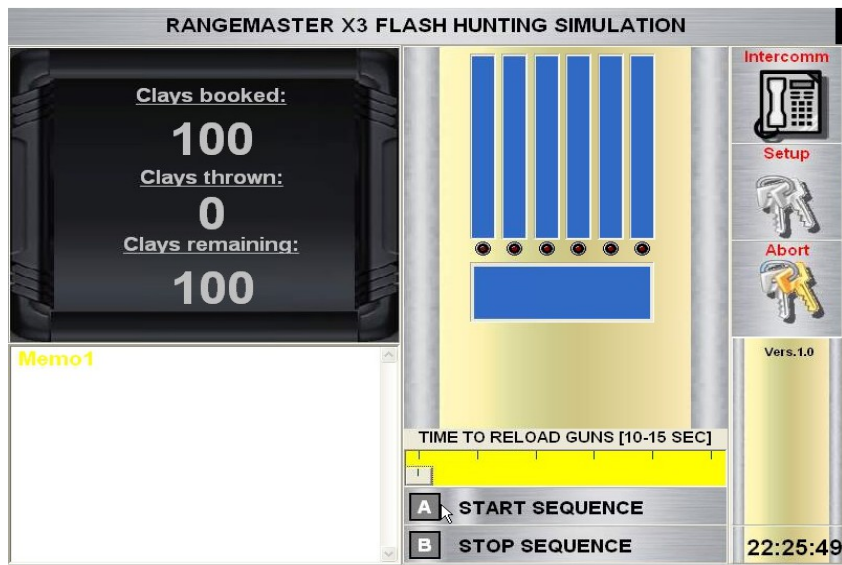 RANGEMASTER X3 FLASH HUNTING SIMULATION
Clays booked:
100
Clays thrown:
0
Clays remaining:
100
Memo1
TIME TO RELOAD GUNS [10-15 SEC]
A START SEQUENCE
B STOP SEQUENCE
Intercomm
Setup
Abort
Vers.1.0
22:25:49